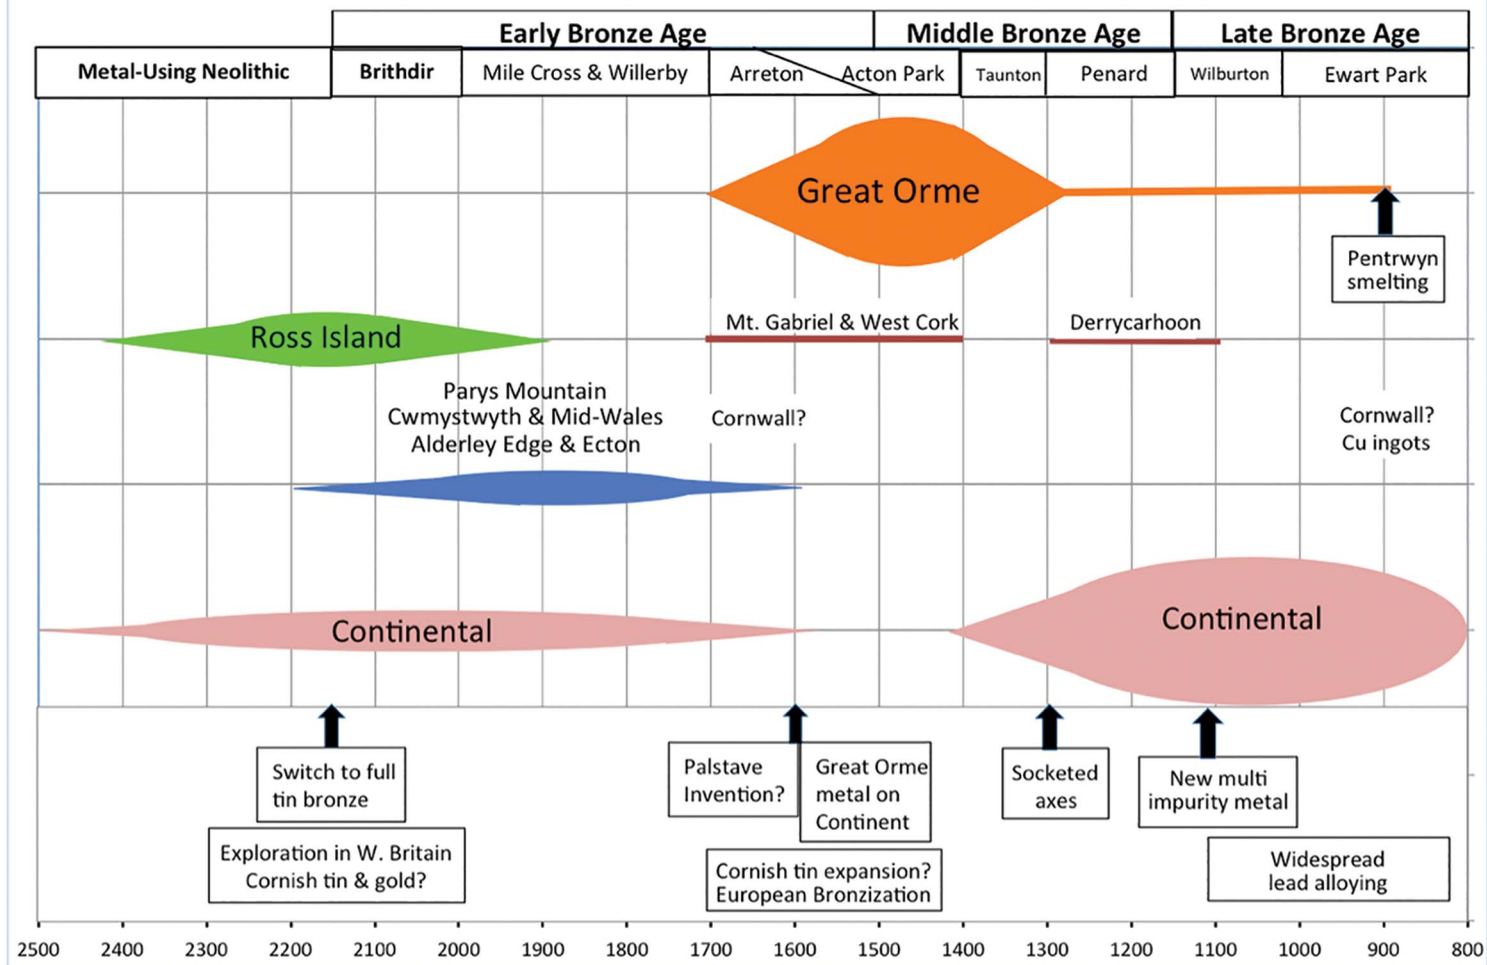 Early Bronze Age
Middle Bronze Age
Late Bronze Age
Metal-Using Neolithic
Brithdir
Mile Cross & Willerby
Arreton
Acton Park
Taunton
Penard
Wilburton
Ewart Park
Great Orme
Pentrwyn
smelting
Ross Island
Mt. Gabriel & West Cork
Derrycarhoon
Parys Mountain
Cwmystwyth & Mid-Wales
Alderley Edge & Ecton
Cornwall?
Cornwall?
Cu ingots
Continental
Continental
Switch to full
tin bronze
Exploration in W. Britain
Cornish tin & gold?
Palstave
Invention?
Great Orme
metal on
Continent
Cornish tin expansion?
European Bronzization
Socketed
axes
New multi
impurity metal
Widespread
lead alloying
2500 2400 2300 2200 2100 2000 1900 1800 1700 1600 1500 1400 1300 1200 1100 1000 900 800